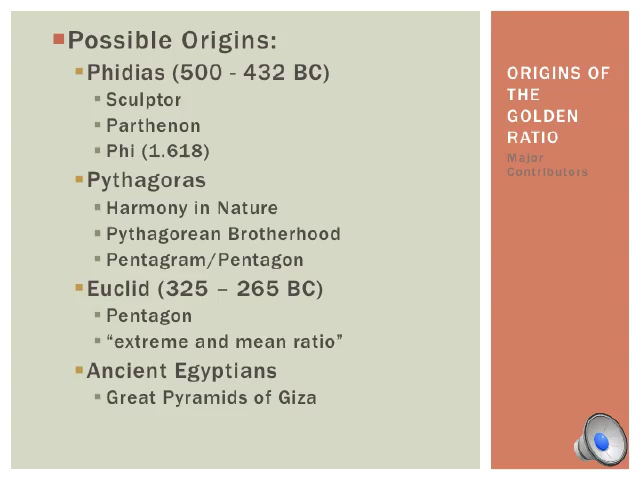 Possible Origins:
Phidias (500 - 432 BC)
Sculptor
Parthenon
Phi (1.618)
Pythagoras
Harmony in Nature
Pythagorean Brotherhood
Pentagram/Pentagon
Euclid (325 – 265 BC)
Pentagon
“extreme and mean ratio”
Ancient Egyptians
Great Pyramids of Giza
ORIGINS OF
THE
GOLDEN
RATIO
Major
Contributors